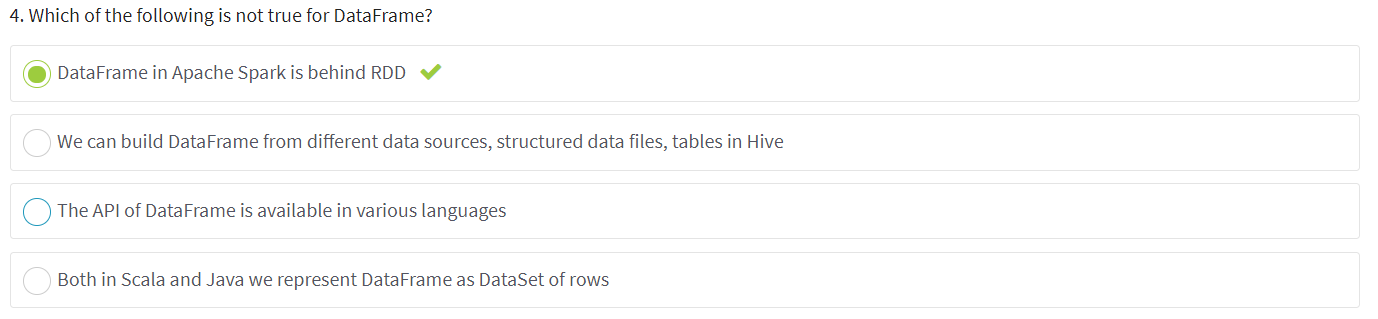 4. Which of the following is not true for DataFrame?
DataFrame in Apache Spark is behind RDD
We can build DataFrame from different data sources, structured data files, tables in Hive
The API of DataFrame is available in various languages
Both in Scala and Java we represent DataFrame as DataSet of rows